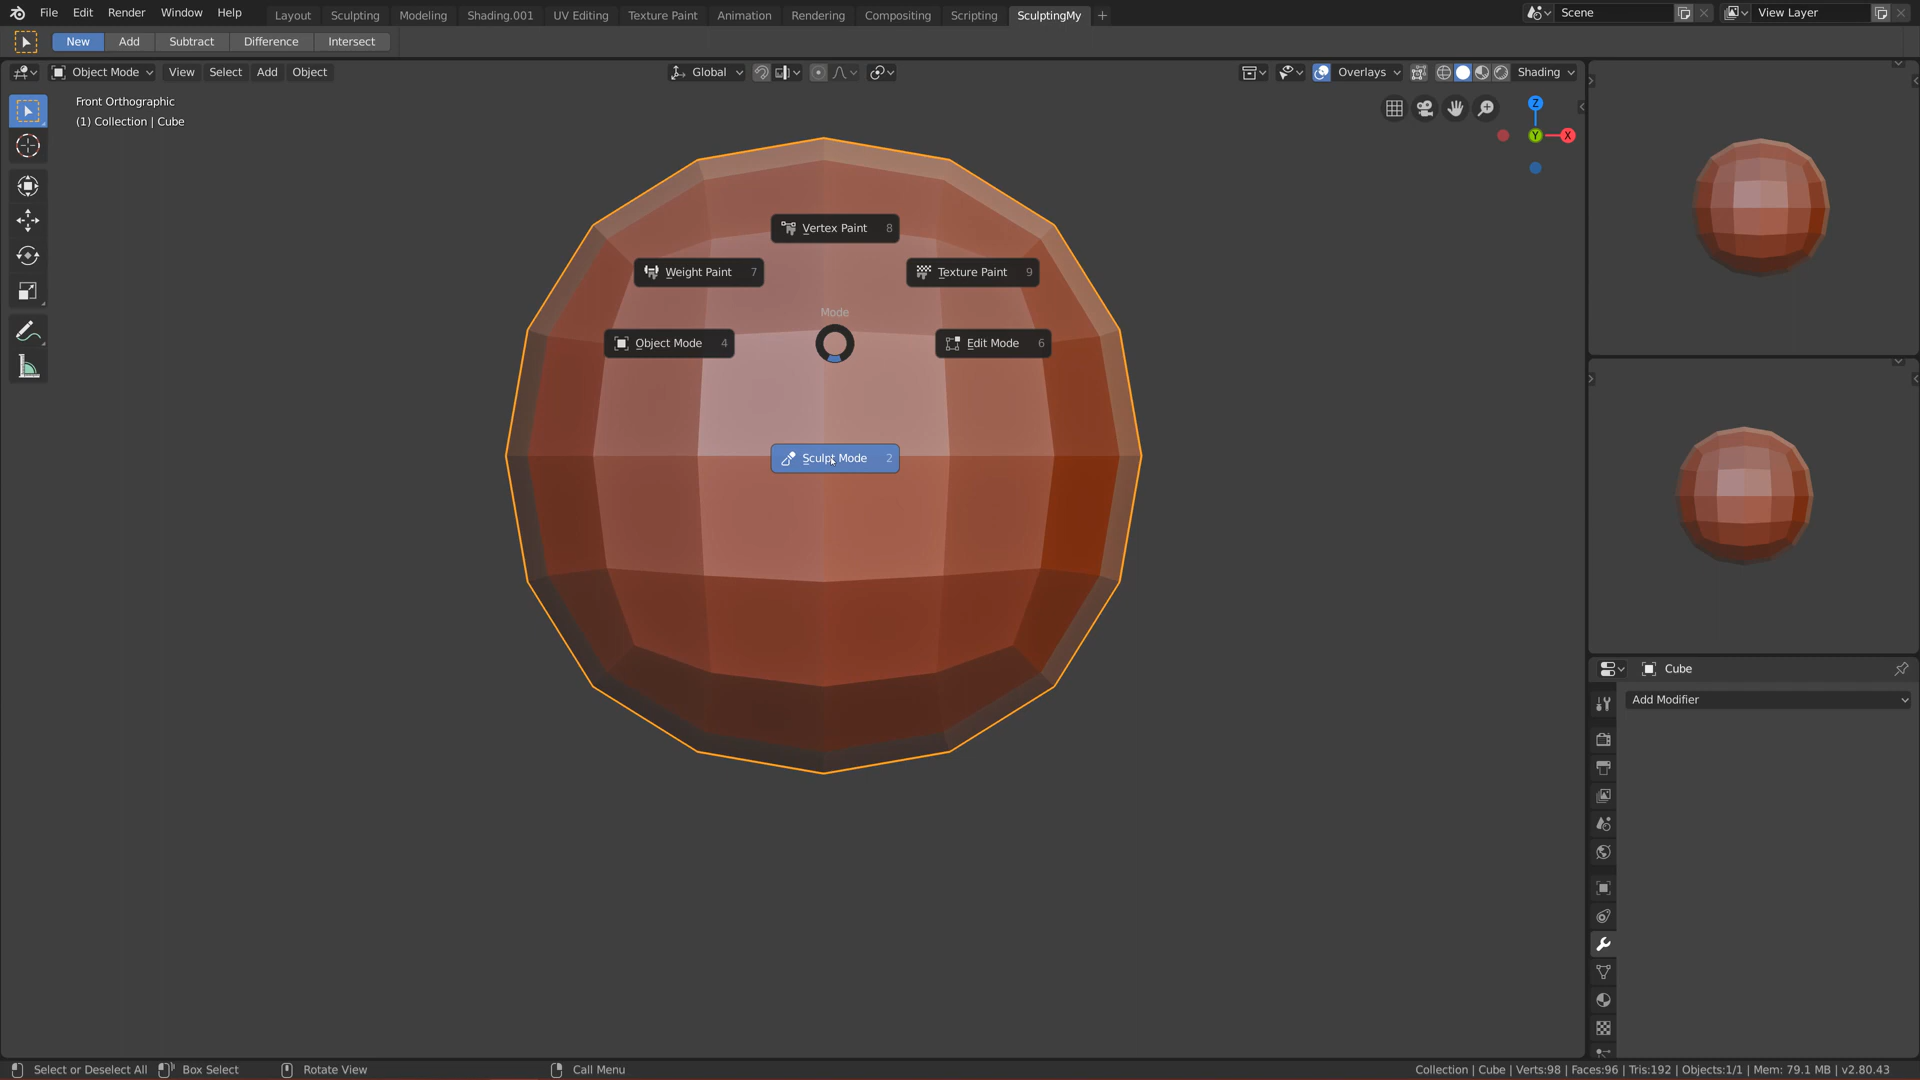 File Edit Render Window Help Layout Sculpting Modeling Shading.001 UV Editing Texture Paint Animation Rendering Compositing Scripting SculptingMy Scene View Layer
New Add Subtract Difference Intersect
Object Mode View Select Add Object Global Overlays Shading
Front Orthographic
(1) Collection | Cube
Z
Y
X
Vertex Paint 8
Weight Paint 7
Texture Paint 9
Mode
Object Mode 4
Edit Mode 6
Sculpt Mode 2
Cube
Add Modifier
Select or Deselect All Box Select Rotate View Call Menu Collection | Cube | Verts:98 | Faces:96 | Tris:192 | Objects:1/1 | Mem: 79.1 MB | v2.80.43